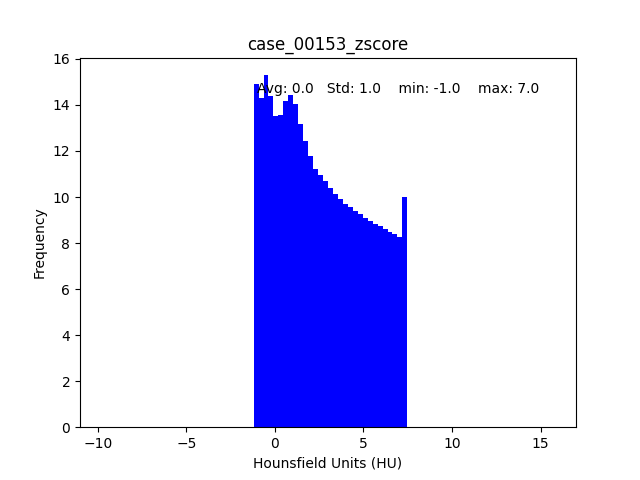 case_00153_zscore
Avg: 0.0 Std: 1.0 min: -1.0 max: 7.0
16
14
12
10
8
6
4
2
0
Frequency
−10 −5 0 5 10 15
Hounsfield Units (HU)